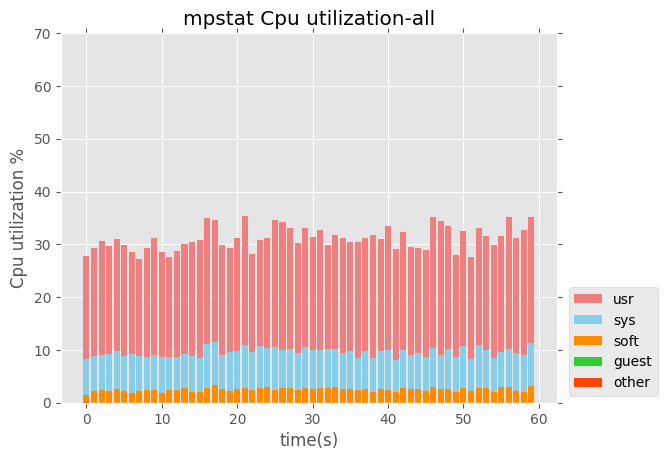 mpstat Cpu utilization-all
70
60
50
40
30
20
10
0
Cpu utilization %
0 10 20 30 40 50 60
time(s)
usr
sys
soft
guest
other